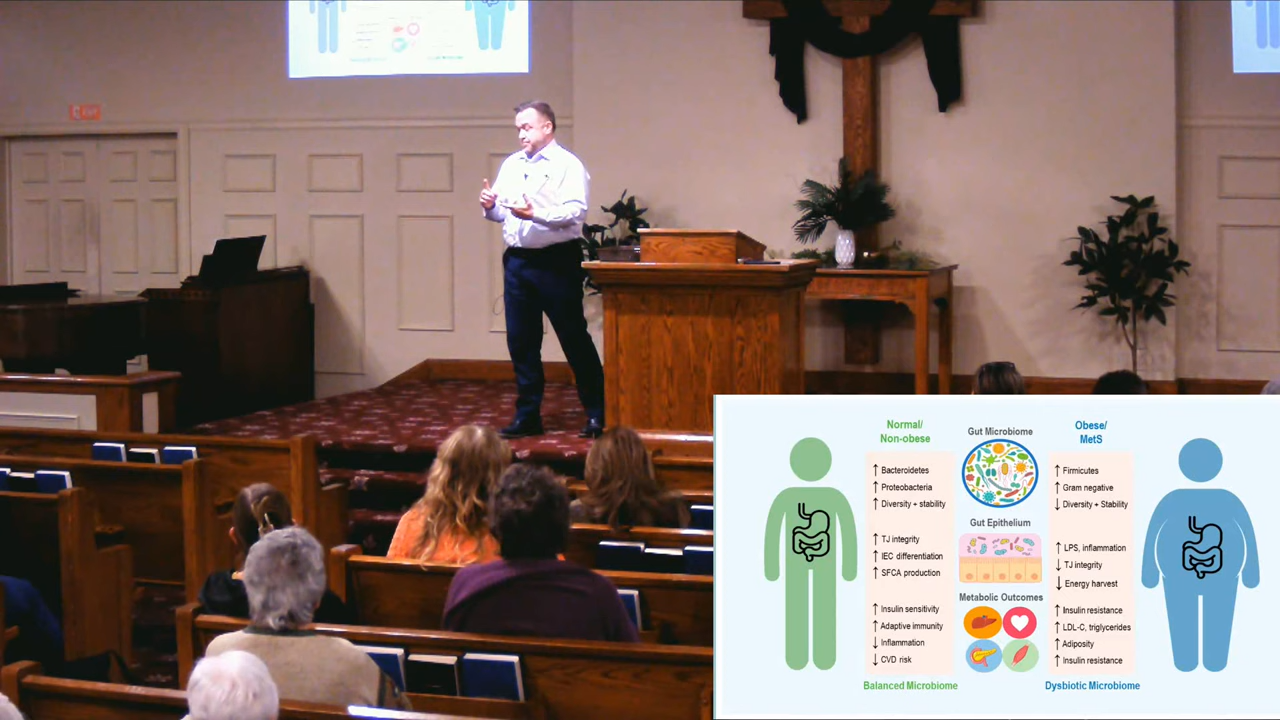 EXIT
Normal/
Non-obese
Gut Microbiome
Obese/
MetS
↑ Bacteroidetes
↑ Proteobacteria
↑ Diversity + stability
↑ Firmicutes
↑ Gram negative
↓ Diversity + Stability
Gut Epithelium
↑ TJ integrity
↑ IEC differentiation
↑ SFCA production
↑ LPS, inflammation
↓ TJ integrity
↓ Energy harvest
Metabolic Outcomes
↑ Insulin sensitivity
↑ Adaptive immunity
↓ Inflammation
↓ CVD risk
↑ Insulin resistance
↑ LDL-C, triglycerides
↑ Adiposity
↑ Insulin resistance
Balanced Microbiome
Dysbiotic Microbiome